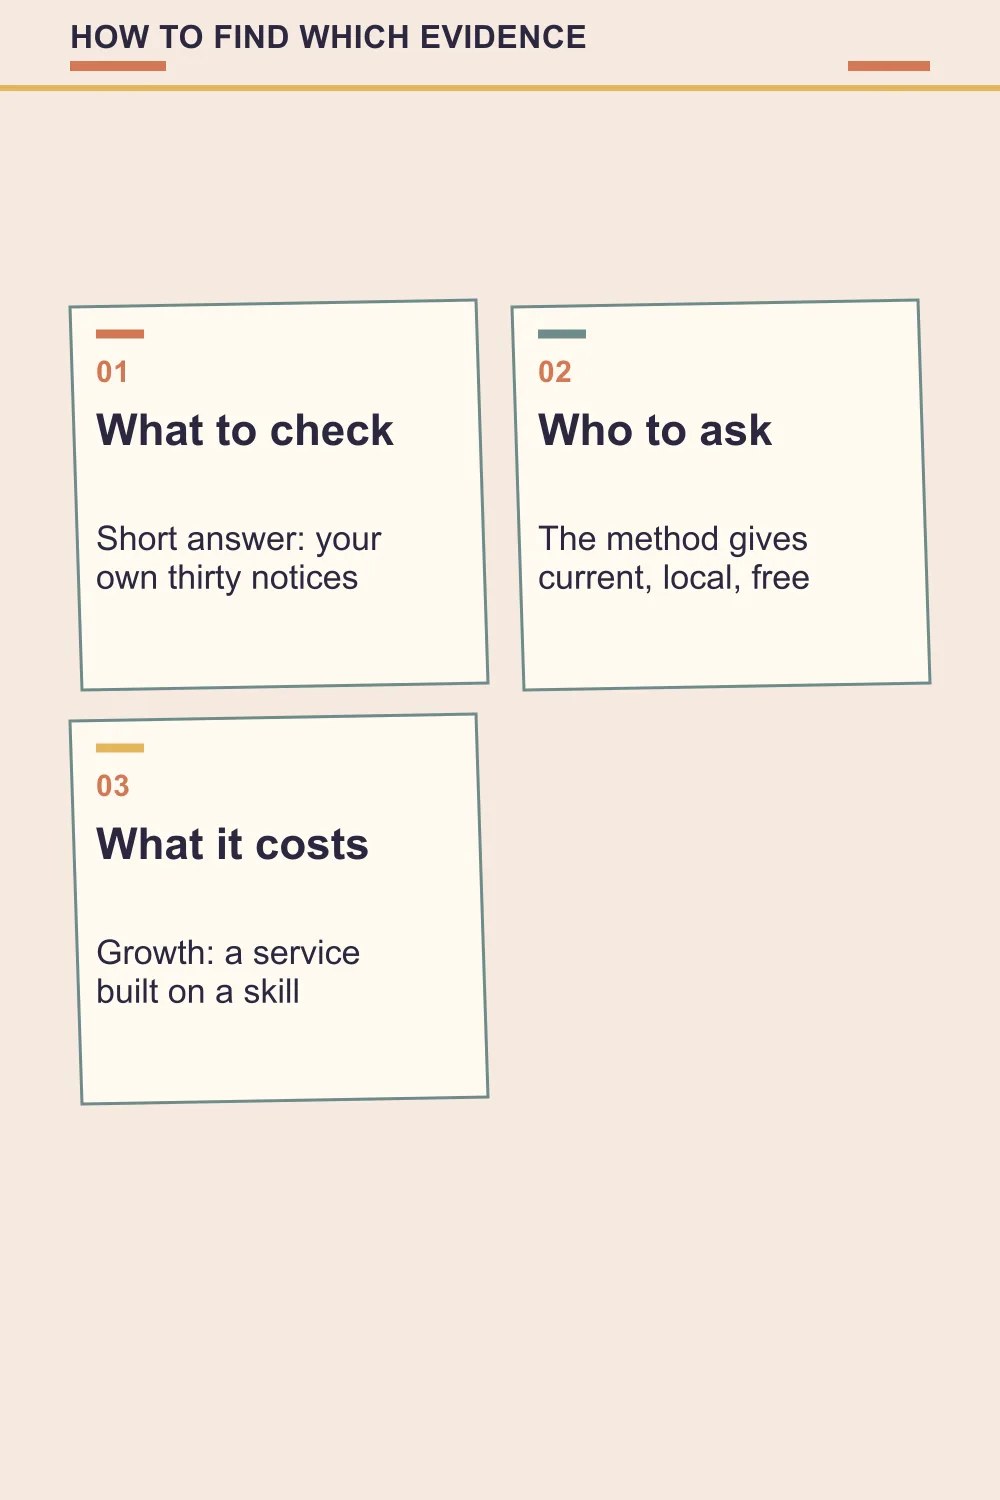 HOW TO FIND WHICH EVIDENCE
01
What to check
Short answer: your
own thirty notices
02
Who to ask
The method gives
current, local, free
03
What it costs
Growth: a service
built on a skill